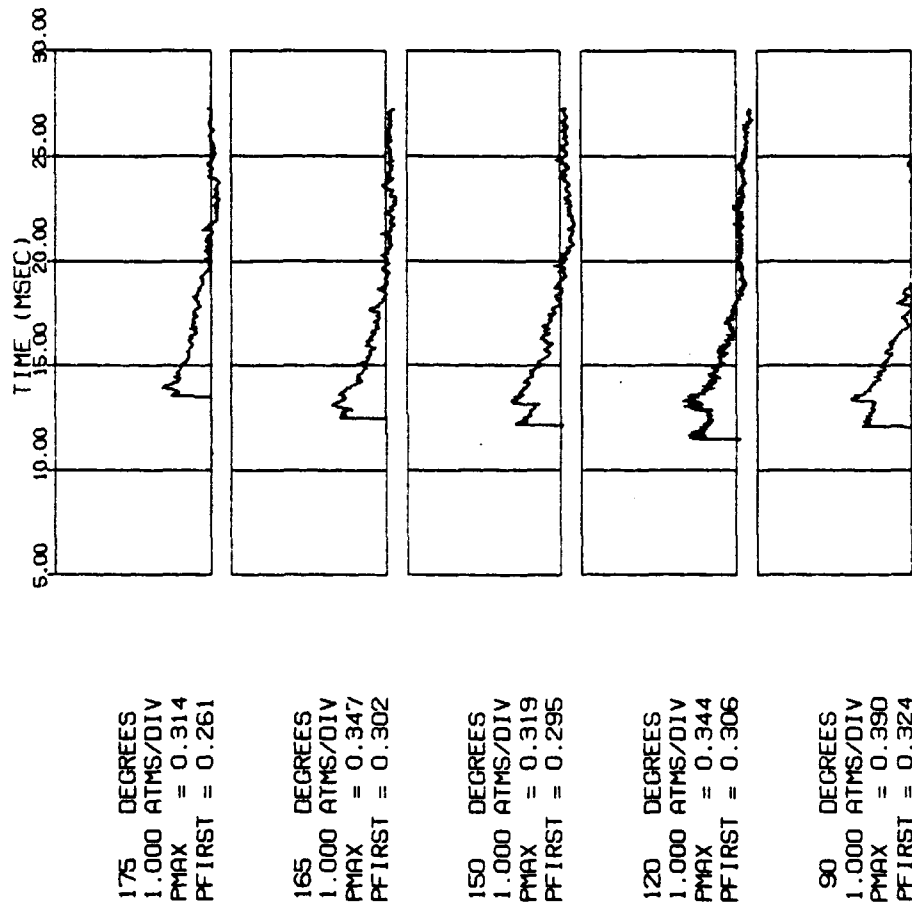 TIME (MSEC)
5.00 10.00 15.00 20.00 25.00 30.00
175 DEGREES
1.000 ATMS/DIV
PMAX = 0.314
PFIRST = 0.261
165 DEGREES
1.000 ATMS/DIV
PMAX = 0.347
PFIRST = 0.302
150 DEGREES
1.000 ATMS/DIV
PMAX = 0.319
PFIRST = 0.295
120 DEGREES
1.000 ATMS/DIV
PMAX = 0.344
PFIRST = 0.306
90 DEGREES
1.000 ATMS/DIV
PMAX = 0.390
PFIRST = 0.324